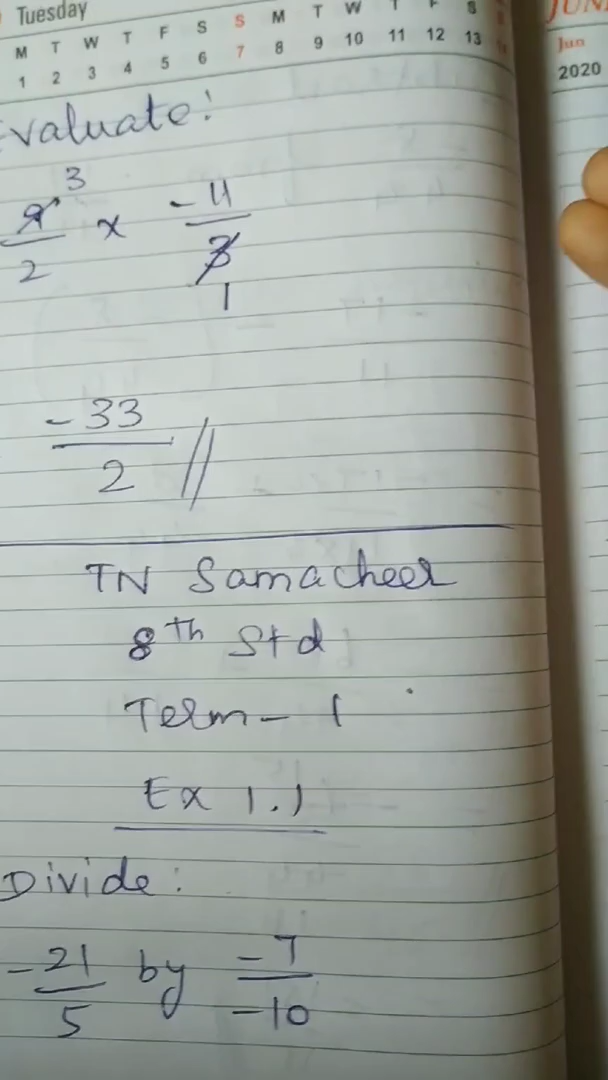 Tuesday
M T W T F S S M T W T F S
1 2 3 4 5 6 7 8 9 10 11 12 13
JUN
Jun
2020
Evaluate:
9/2 3 x -11/3 1
-33/2 //
TN Samacheer
8th Std
Term - 1
Ex 1.1
Divide:
-21/5 by -7/-10